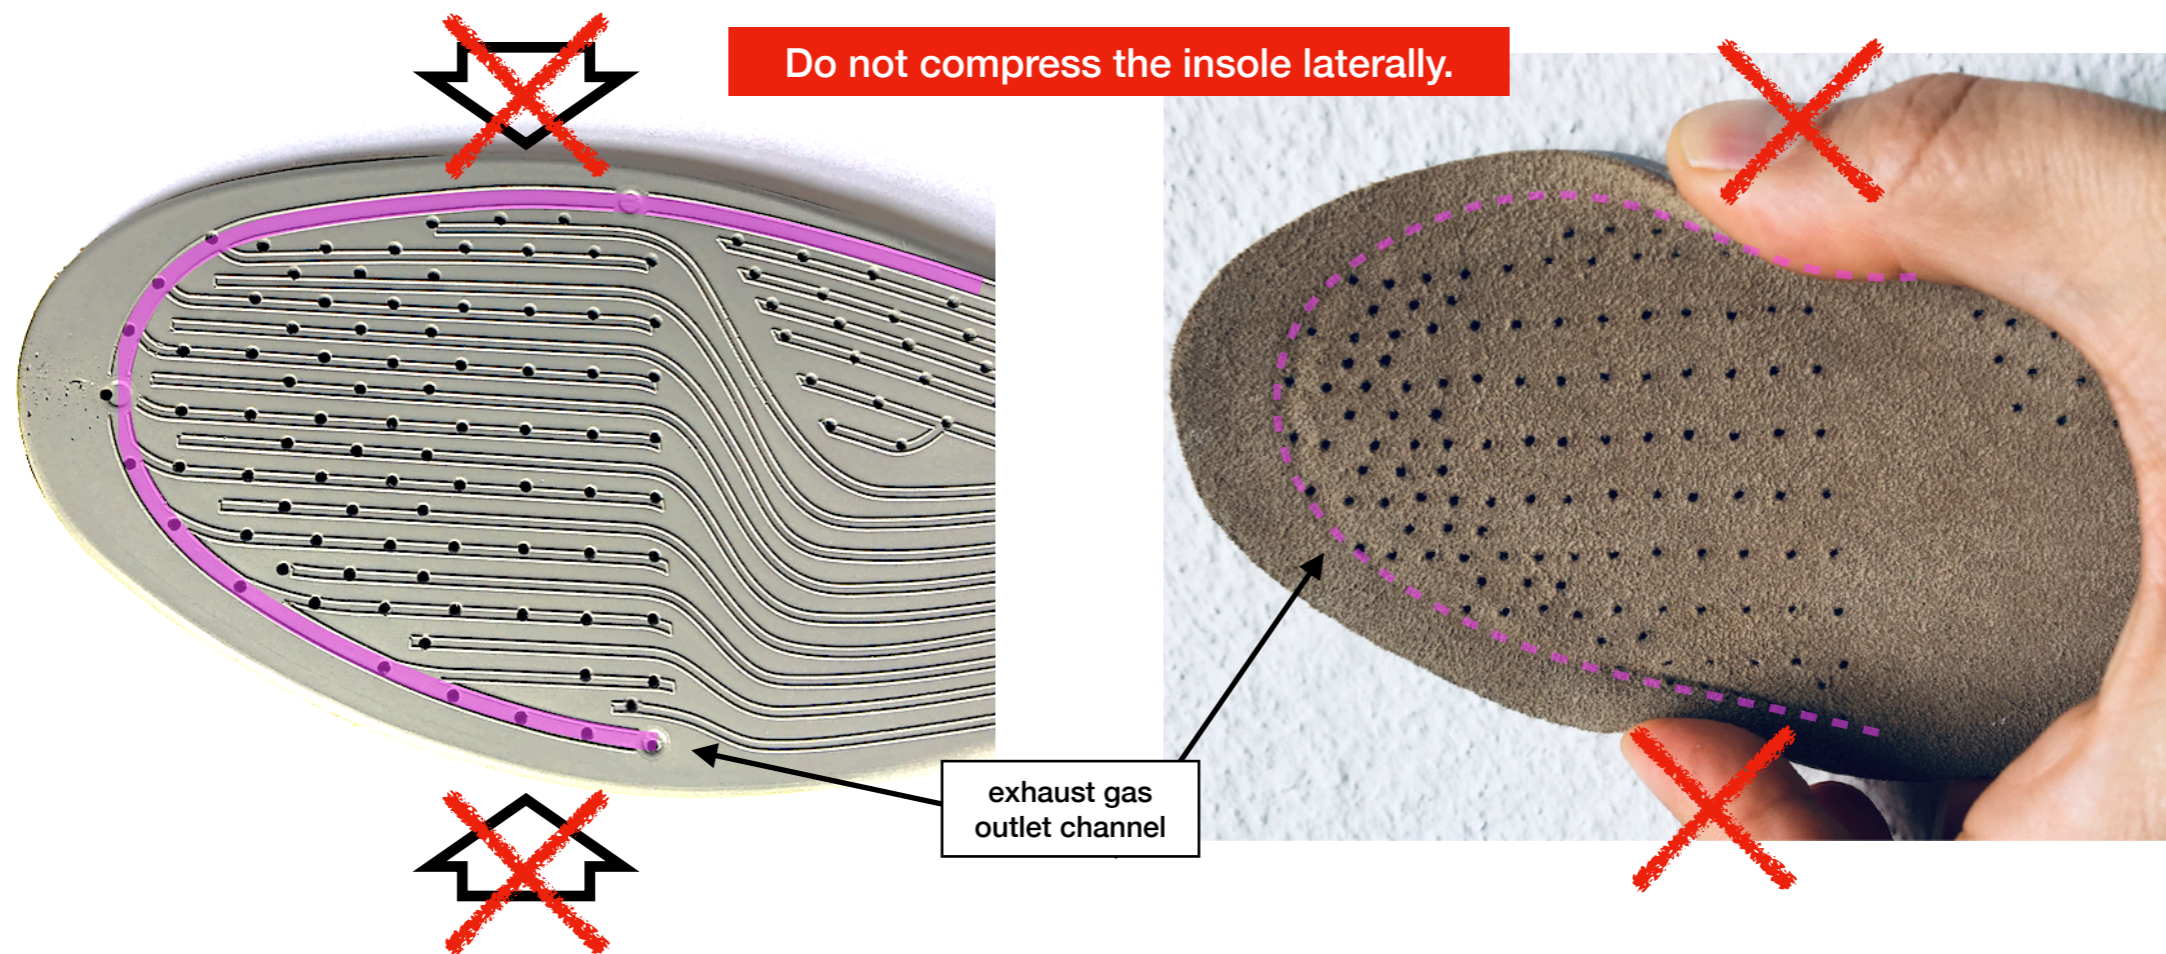 Do not compress the insole laterally.
exhaust gas
outlet channel